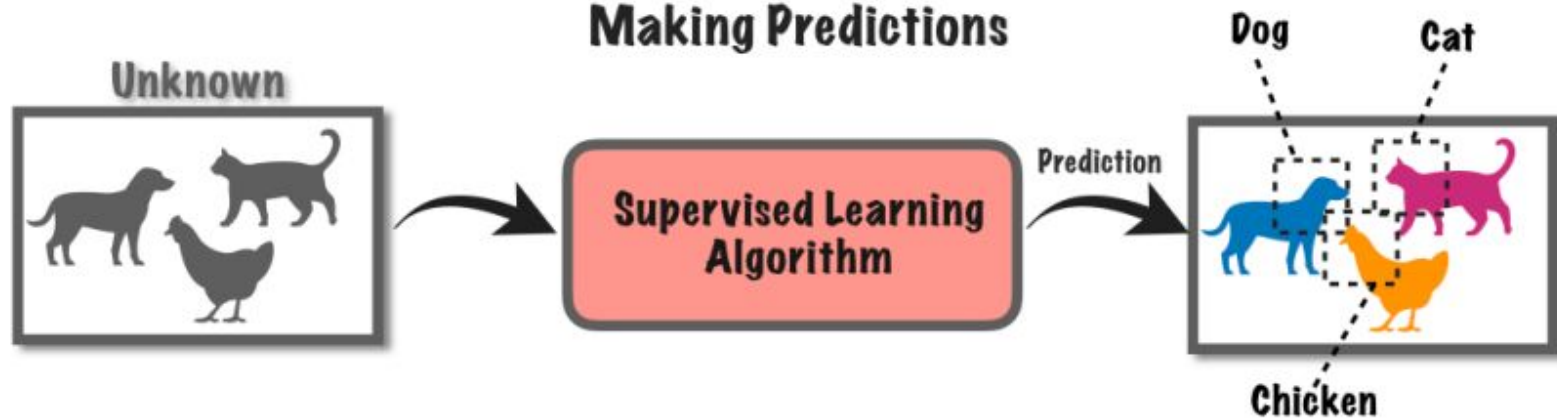 Making Predictions
Unknown
Supervised Learning
Algorithm
Prediction
Dog
Cat
Chicken